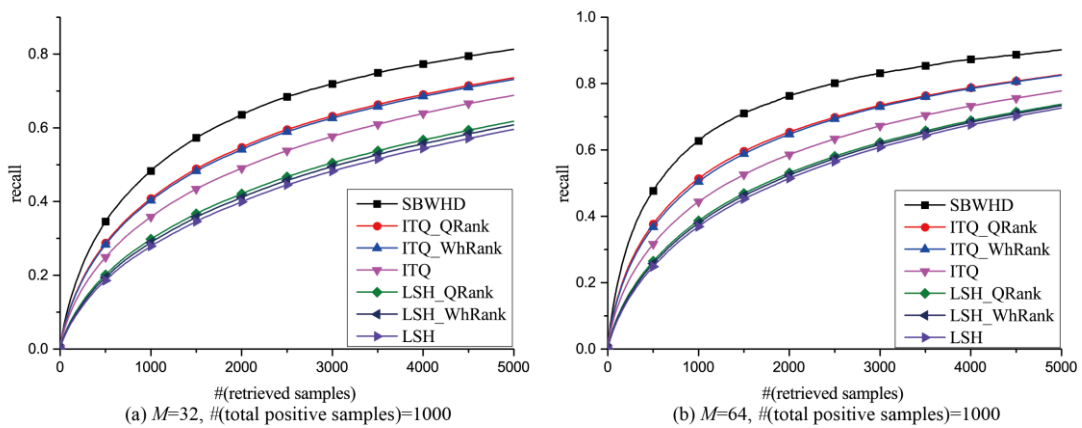 0.8
0.6
0.4
0.2
0.0
recall
0 1000 2000 3000 4000 5000
#(retrieved samples)
SBWHD
ITQ_QRank
ITQ_WhRank
ITQ
LSH_QRank
LSH_WhRank
LSH
(a) M=32, #(total positive samples)=1000
1.0
0.8
0.6
0.4
0.2
0.0
recall
0 1000 2000 3000 4000 5000
#(retrieved samples)
SBWHD
ITQ_QRank
ITQ_WhRank
ITQ
LSH_QRank
LSH_WhRank
LSH
(b) M=64, #(total positive samples)=1000